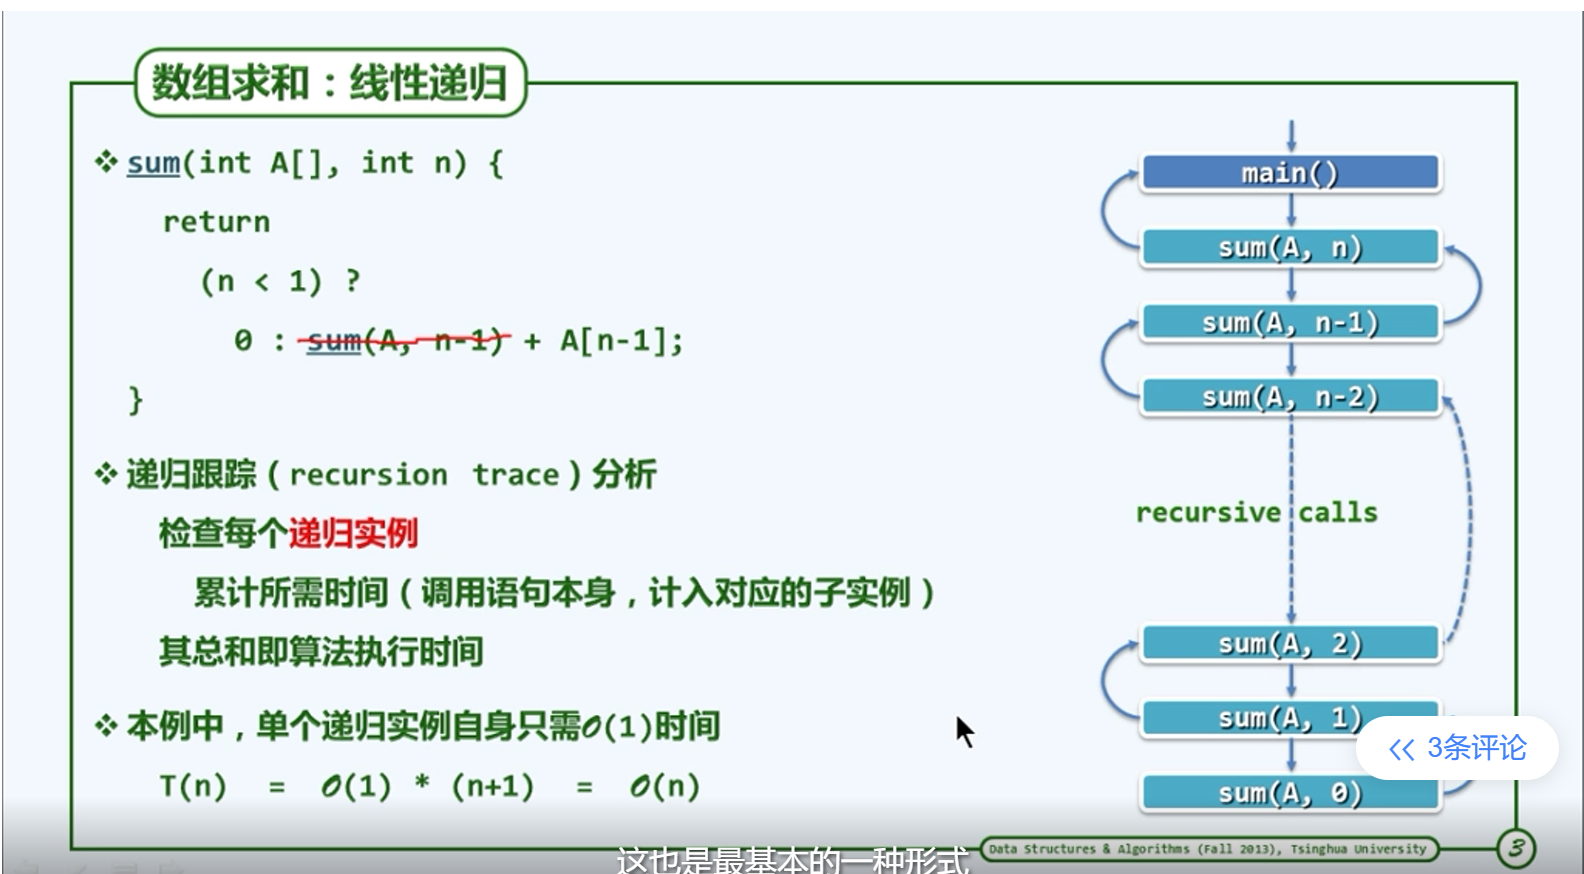 数组求和：线性递归
❖ sum(int A[], int n) {
return
(n < 1) ?
0 : sum(A, n-1) + A[n-1];
}
❖ 递归跟踪（recursion trace）分析
检查每个递归实例
累计所需时间（调用语句本身，计入对应的子实例）
其总和即算法执行时间
❖ 本例中，单个递归实例自身只需O(1)时间
T(n) = O(1) * (n+1) = O(n)
main()
sum(A, n)
sum(A, n-1)
sum(A, n-2)
recursive calls
sum(A, 2)
sum(A, 1)
3条评论
sum(A, 0)
Data Structures & Algorithms (Fall 2013), Tsinghua University
3
这也是最基本的一种形式